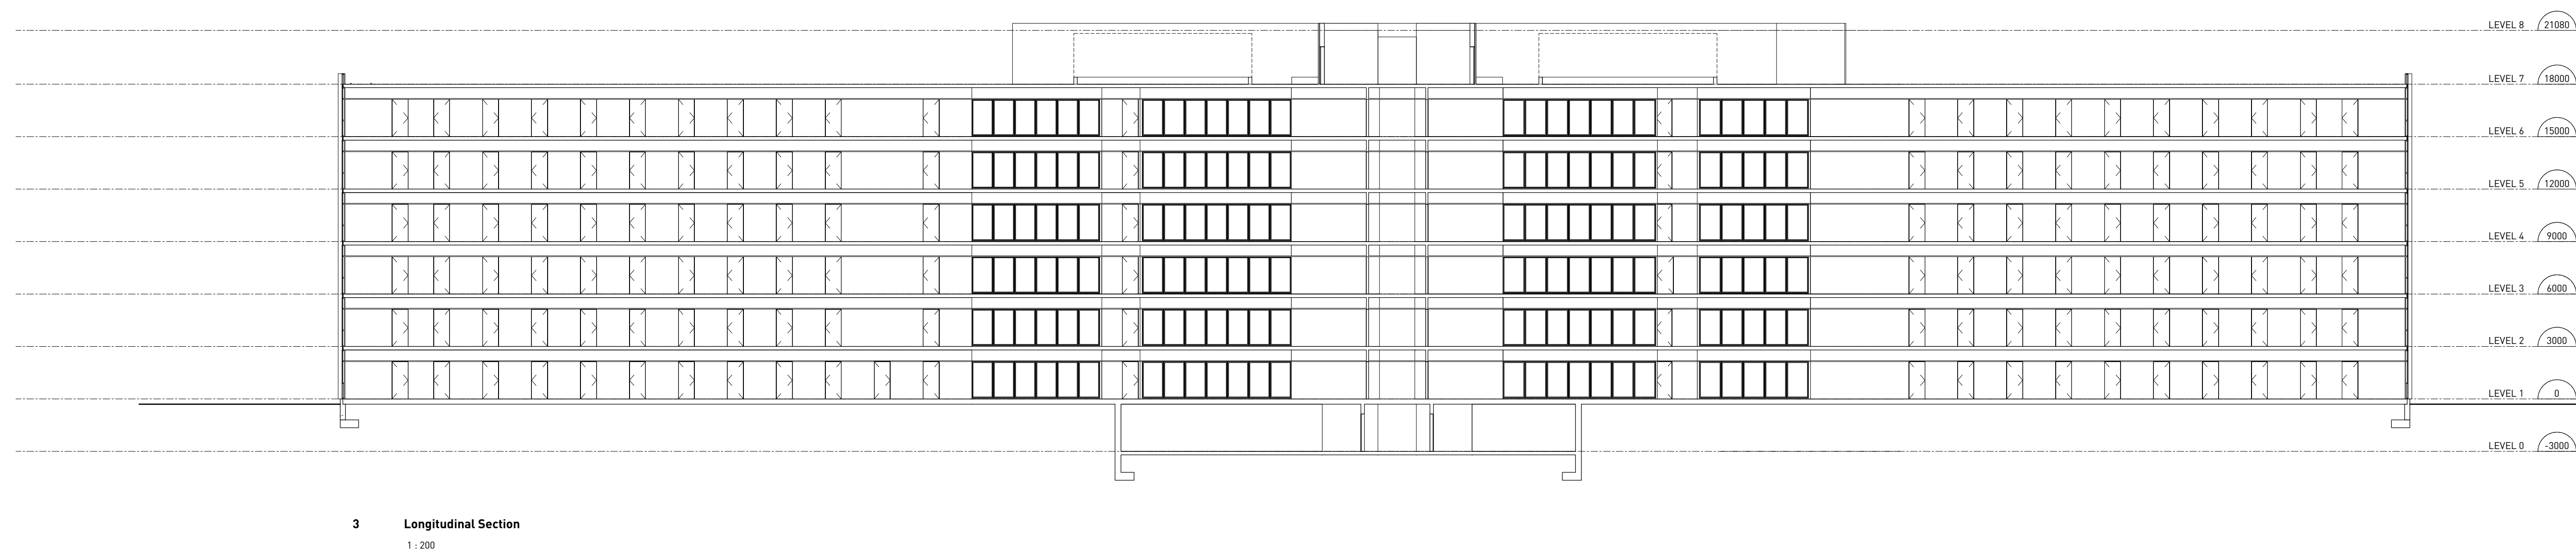 LEVEL 8 21080
LEVEL 7 18000
LEVEL 6 15000
LEVEL 5 12000
LEVEL 4 9000
LEVEL 3 6000
LEVEL 2 3000
LEVEL 1 0
LEVEL 0 -3000
3 Longitudinal Section
1 : 200